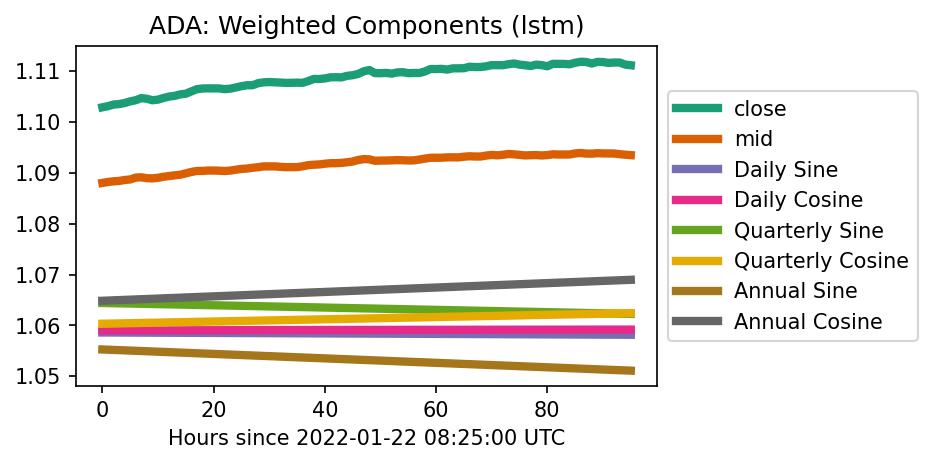 ADA: Weighted Components (lstm)
1.11
1.10
1.09
1.08
1.07
1.06
1.05
0 20 40 60 80
Hours since 2022-01-22 08:25:00 UTC
close
mid
Daily Sine
Daily Cosine
Quarterly Sine
Quarterly Cosine
Annual Sine
Annual Cosine